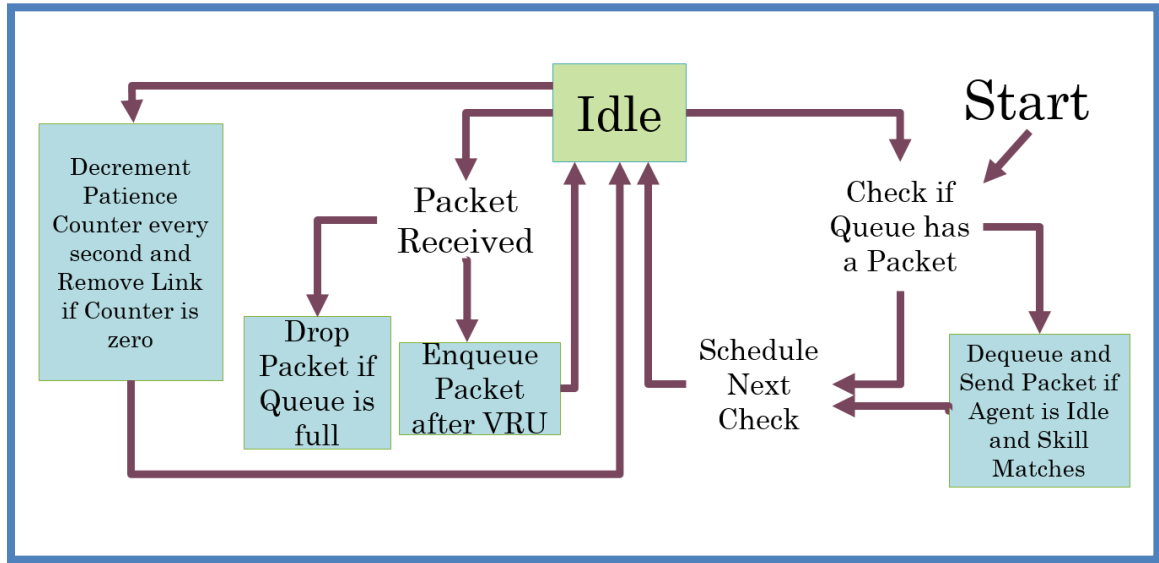 Idle
Start
Decrement
Patience
Counter every
second and
Remove Link
if Counter is
zero
Packet
Received
Check if
Queue has
a Packet
Drop
Packet if
Queue is
full
Enqueue
Packet
after VRU
Schedule
Next
Check
Dequeue and
Send Packet if
Agent is Idle
and Skill
Matches